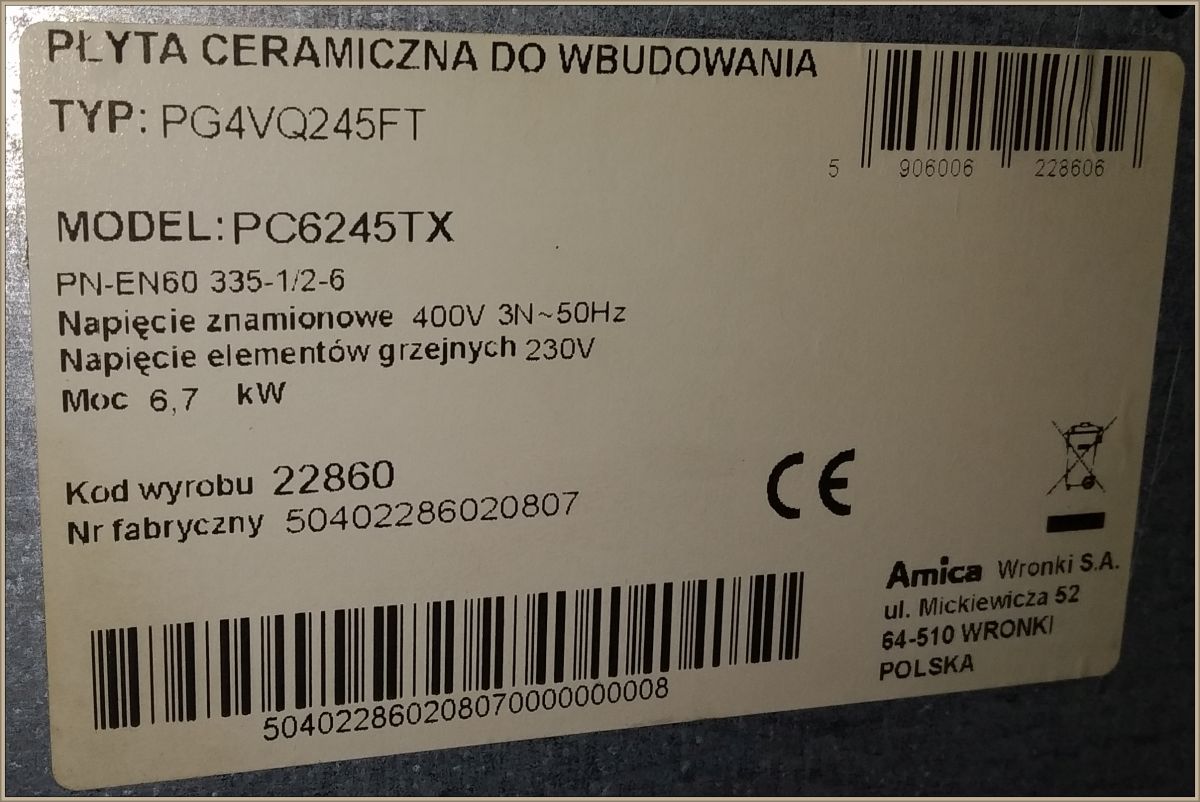 PŁYTA CERAMICZNA DO WBUDOWANIA
TYP: PG4VQ245FT
5 906006 228606
MODEL: PC6245TX
PN-EN60 335-1/2-6
Napięcie znamionowe 400V 3N~50Hz
Napięcie elementów grzejnych 230V
Moc 6,7 kW
Kod wyrobu 22860
Nr fabryczny 50402286020807
CE
Amica Wronki S.A.
ul. Mickiewicza 52
64-510 WRONKI
POLSKA
504022860208070000000008